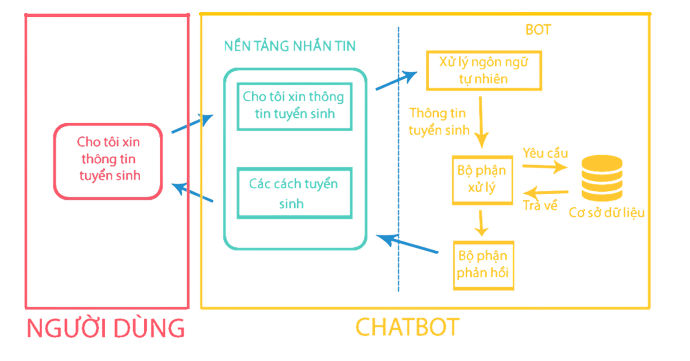 BOT
NỀN TẢNG NHẮN TIN
Xử lý ngôn ngữ
tự nhiên
Cho tôi xin thông
tin tuyển sinh
Thông tin
tuyển sinh
Cho tôi xin
thông tin
tuyển sinh
Yêu cầu
Bộ phận
xử lý
Các cách tuyển
sinh
Trả về
Cơ sở dữ liệu
Bộ phận
phản hồi
NGƯỜI DÙNG
CHATBOT